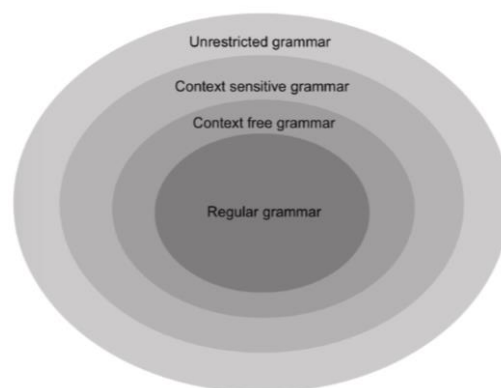 Unrestricted grammar
Context sensitive grammar
Context free grammar
Regular grammar